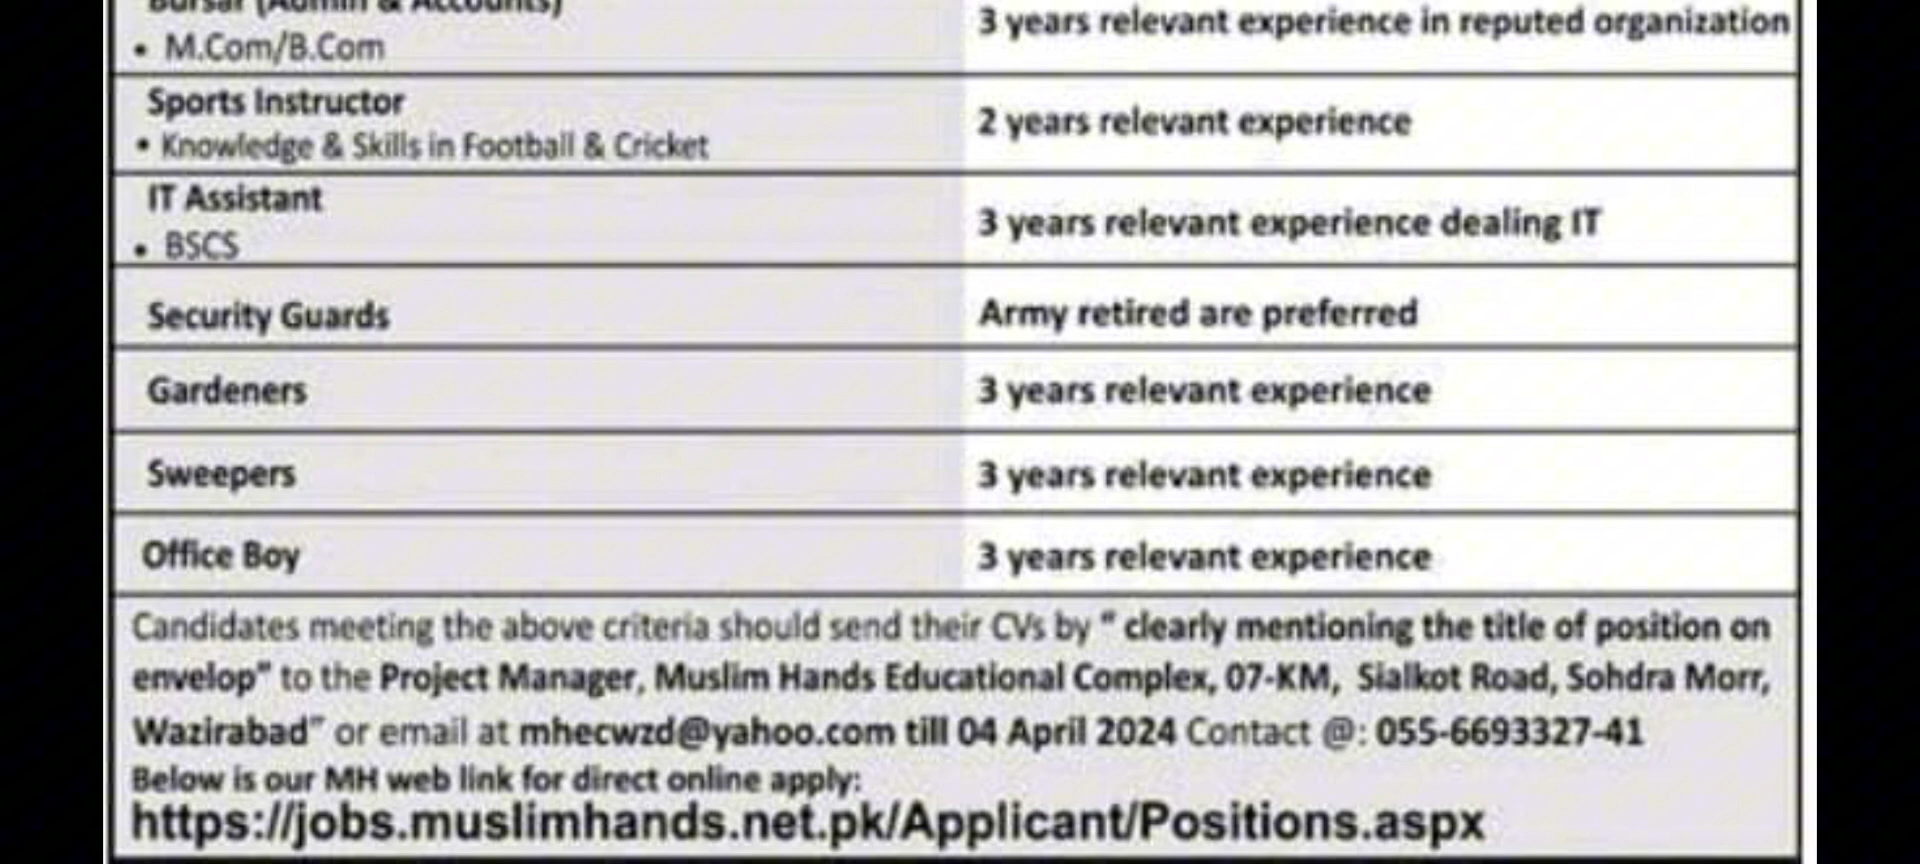 Bursar (Admin & Accounts)
• M.Com/B.Com
3 years relevant experience in reputed organization
Sports Instructor
• Knowledge & Skills in Football & Cricket
2 years relevant experience
IT Assistant
• BSCS
3 years relevant experience dealing IT
Security Guards
Army retired are preferred
Gardeners
3 years relevant experience
Sweepers
3 years relevant experience
Office Boy
3 years relevant experience
Candidates meeting the above criteria should send their CVs by " clearly mentioning the title of position on
envelop" to the Project Manager, Muslim Hands Educational Complex, 07-KM, Sialkot Road, Sohdra Morr,
Wazirabad" or email at mhecwzd@yahoo.com till 04 April 2024 Contact @: 055-6693327-41
Below is our MH web link for direct online apply:
https://jobs.muslimhands.net.pk/Applicant/Positions.aspx